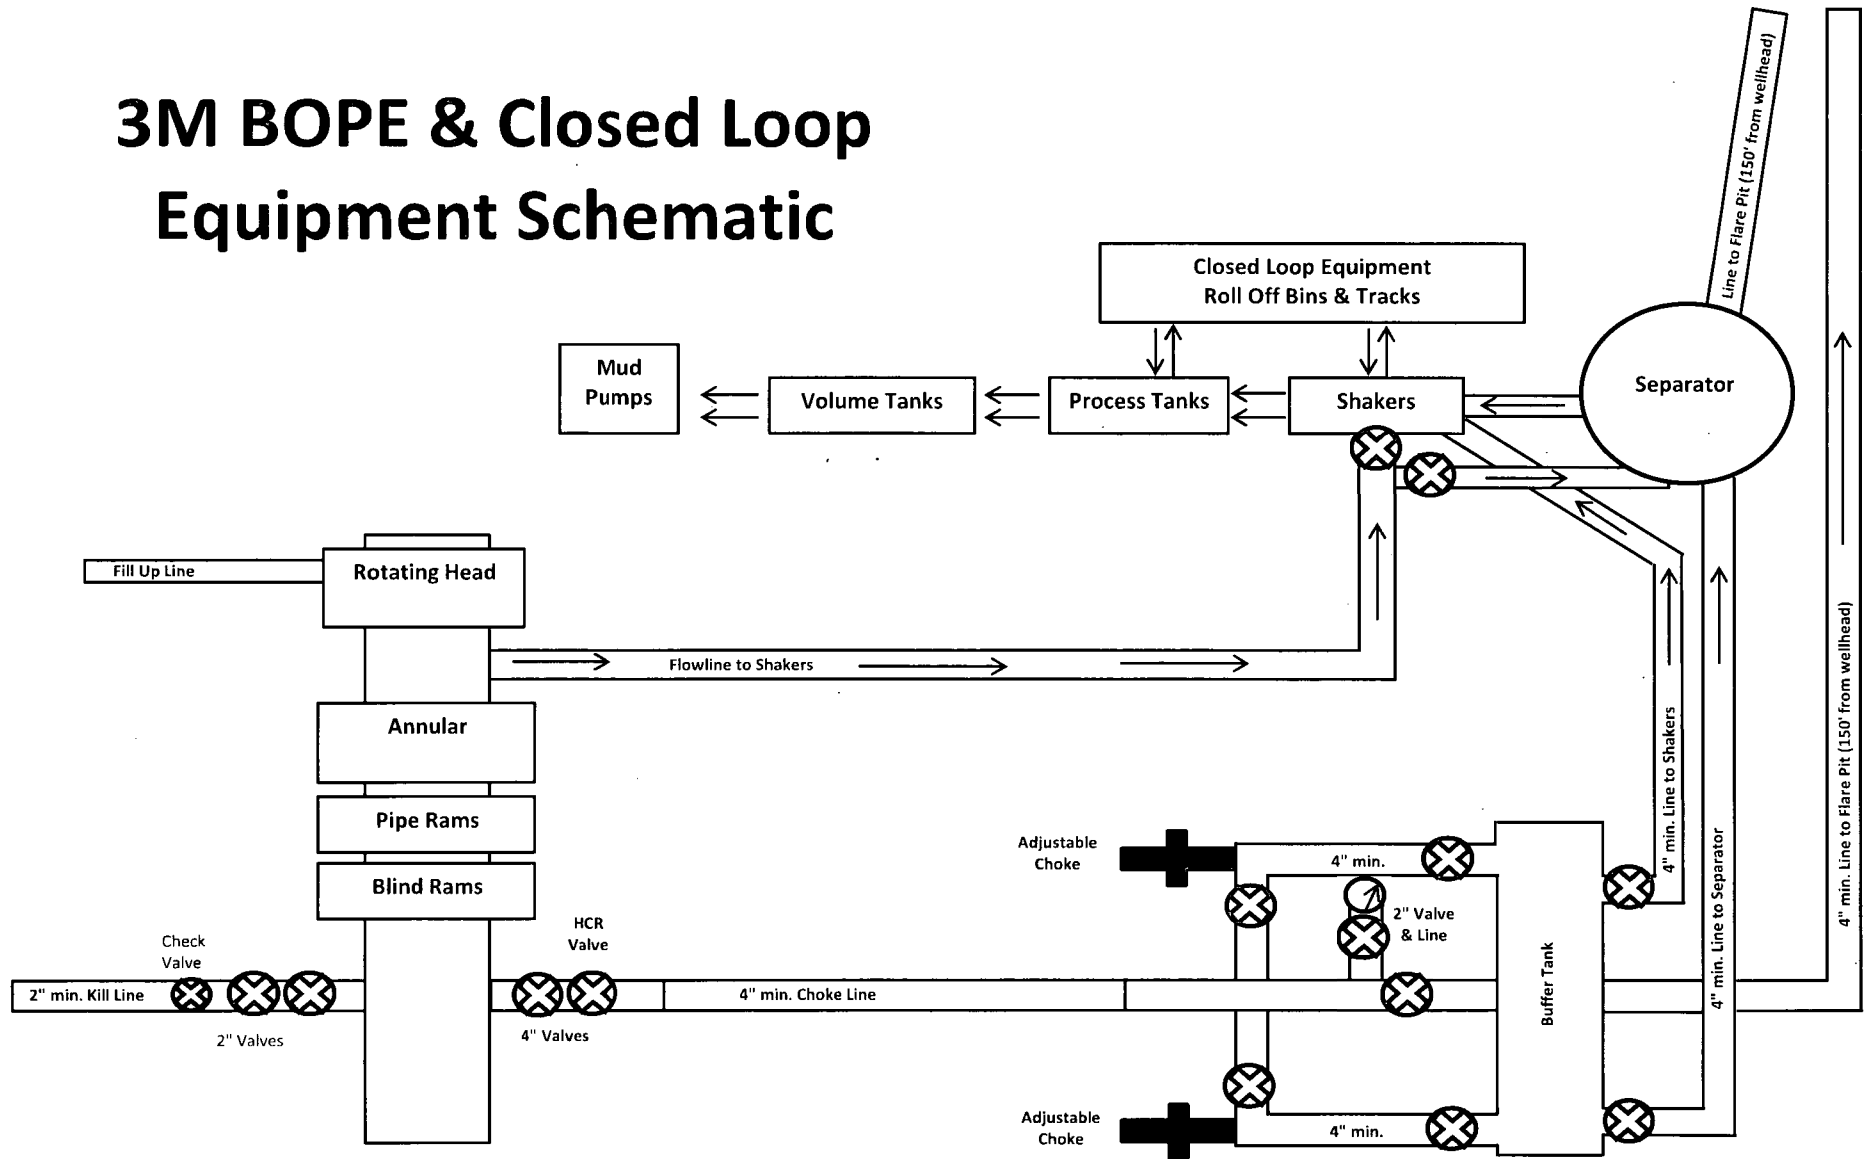 3M BOPE & Closed Loop
Equipment Schematic
Line to Flare Pit (150' from wellhead)
Closed Loop Equipment
Roll Off Bins & Tracks
Mud
Pumps
Volume Tanks
Process Tanks
Shakers
Separator
Fill Up Line
Rotating Head
Flowline to Shakers
Annular
Pipe Rams
Blind Rams
Adjustable
Choke
4" min.
2" Valve
& Line
4" min. Line to Shakers
4" min. Line to Separator
4" min. Line to Flare Pit (150' from wellhead)
HCR
Valve
Check
Valve
2" min. Kill Line
4" min. Choke Line
2" Valves
4" Valves
Buffer Tank
Adjustable
Choke
4" min.